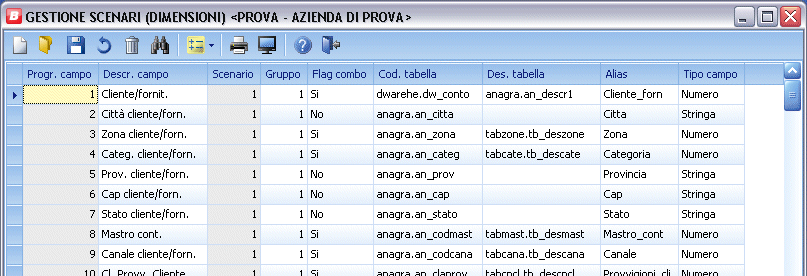 GESTIONE SCENARI (DIMENSIONI) <PROVA - AZIENDA DI PROVA>
Progr. campo Descr. campo Scenario Gruppo Flag combo Cod. tabella Des. tabella Alias Tipo campo
1 Cliente/fornit. 1 1 Si dwarehe.dw_conto anagra.an_descr1 Cliente_forn Numero
2 Città cliente/forn. 1 1 No anagra.an_citta Citta Stringa
3 Zona cliente/forn. 1 1 Si anagra.an_zona tabzone.tb_deszone Zona Numero
4 Categ. cliente/forn. 1 1 Si anagra.an_categ tabcate.tb_descate Categoria Numero
5 Prov. cliente/forn. 1 1 No anagra.an_prov Provincia Stringa
6 Cap cliente/forn. 1 1 No anagra.an_cap Cap Stringa
7 Stato cliente/forn. 1 1 No anagra.an_stato Stato Stringa
8 Mastro cont. 1 1 Si anagra.an_codmast tabmast.tb_desmast Mastro_cont Numero
9 Canale cliente/forn. 1 1 Si anagra.an_codcana tabcana.tb_descana Canale Numero
10 Cl. Provv. Cliente 1 1 Si anagra.an_claprov tabcpcl.tb_descpcl Provvigioni_cli Numero